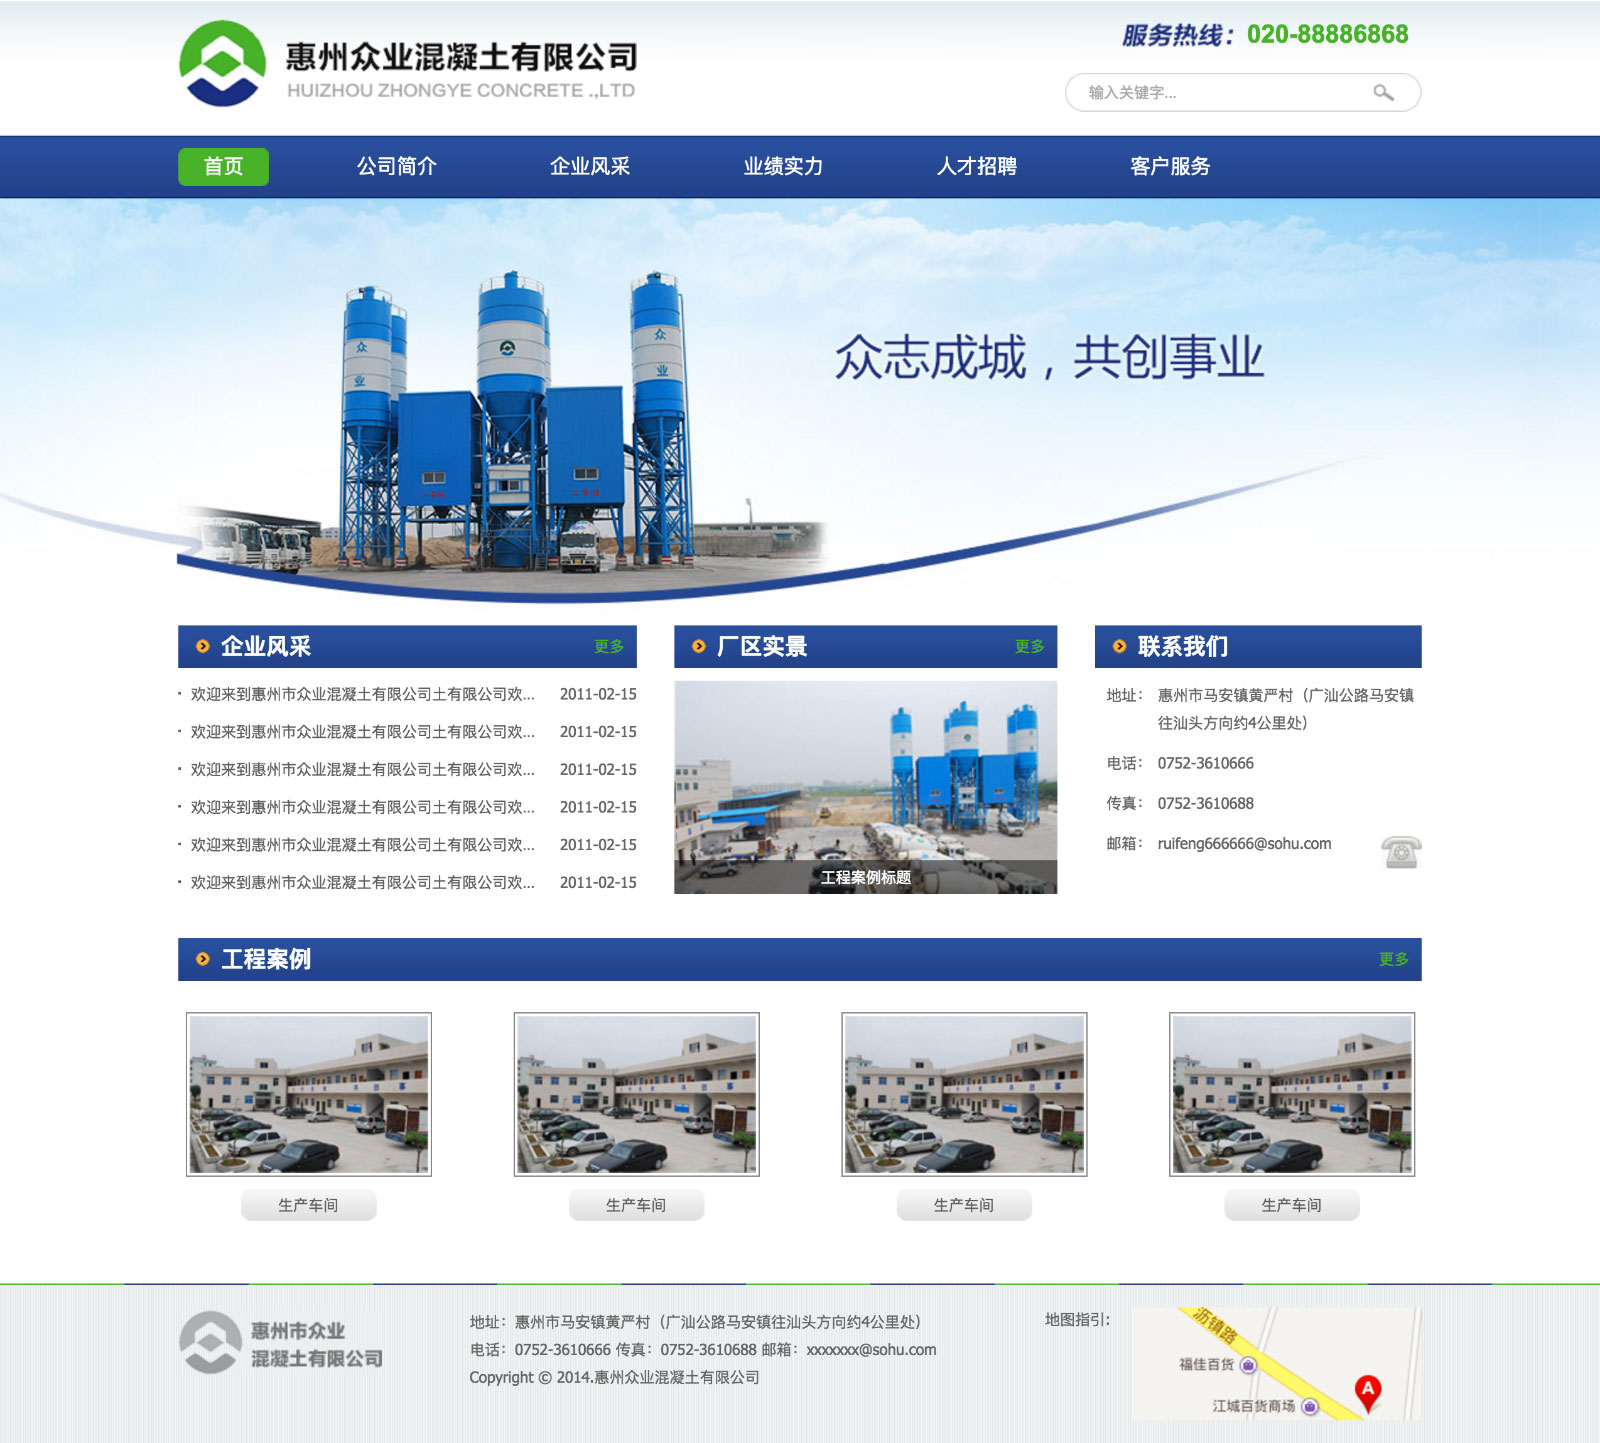 惠州众业混凝土有限公司
HUIZHOU ZHONGYE CONCRETE .,LTD
服务热线：020-88886868
输入关键字...
首页 公司简介 企业风采 业绩实力 人才招聘 客户服务
众志成城，共创事业
众
业
众
业
企业风采 更多
· 欢迎来到惠州市众业混凝土有限公司土有限公司欢... 2011-02-15
· 欢迎来到惠州市众业混凝土有限公司土有限公司欢... 2011-02-15
· 欢迎来到惠州市众业混凝土有限公司土有限公司欢... 2011-02-15
· 欢迎来到惠州市众业混凝土有限公司土有限公司欢... 2011-02-15
· 欢迎来到惠州市众业混凝土有限公司土有限公司欢... 2011-02-15
· 欢迎来到惠州市众业混凝土有限公司土有限公司欢... 2011-02-15
厂区实景 更多
工程案例标题
联系我们
地址： 惠州市马安镇黄严村（广汕公路马安镇
往汕头方向约4公里处）
电话： 0752-3610666
传真： 0752-3610688
邮箱： ruifeng666666@sohu.com
工程案例 更多
生产车间 生产车间 生产车间 生产车间
惠州市众业
混凝土有限公司
地址：惠州市马安镇黄严村（广汕公路马安镇往汕头方向约4公里处）
电话：0752-3610666 传真：0752-3610688 邮箱：xxxxxxx@sohu.com
Copyright © 2014.惠州众业混凝土有限公司
地图指引:
沥镇路
福佳百货
A
江城百货商场